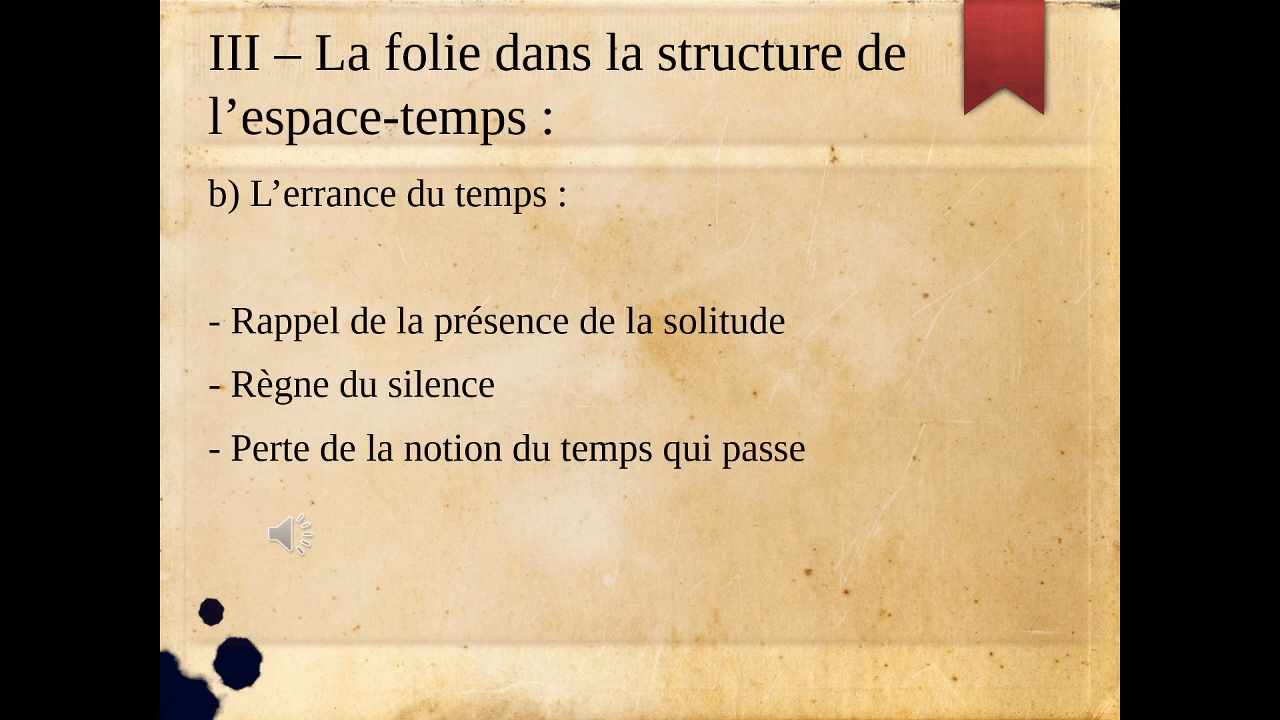 III – La folie dans la structure de
l’espace-temps :
b) L’errance du temps :
- Rappel de la présence de la solitude
- Règne du silence
- Perte de la notion du temps qui passe